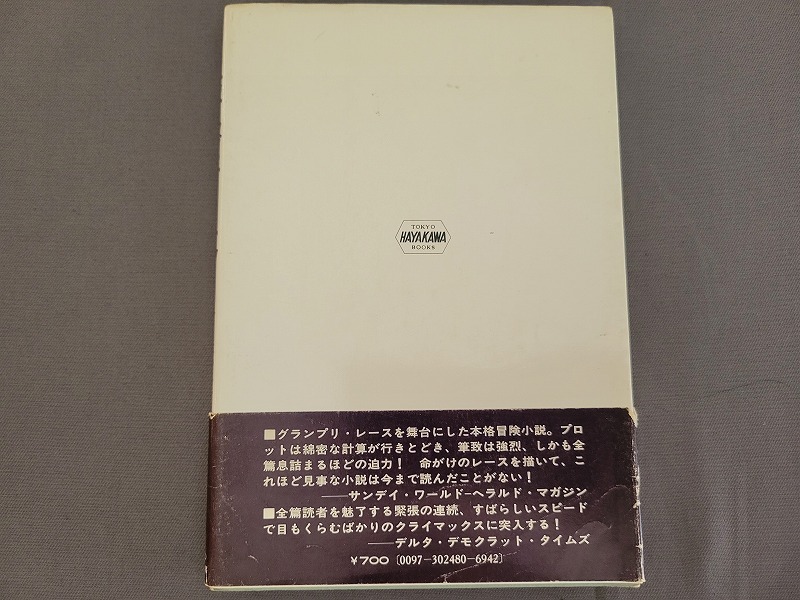 TOKYO
HAYAKAWA
BOOKS
■グランプリ・レースを舞台にした本格冒険小説。プロ
ットは綿密な計算が行きとどき、筆致は強烈、しかも全
篇息詰まるほどの迫力！　命がけのレースを描いて、こ
れほど見事な小説は今まで読んだことがない！
——サンデイ・ワールド−ヘラルド・マガジン
■全篇読者を魅了する緊張の連続、すばらしいスピード
で目もくらむばかりのクライマックスに突入する！
——デルタ・デモクラット・タイムズ
￥700〔0097−302480−6942〕